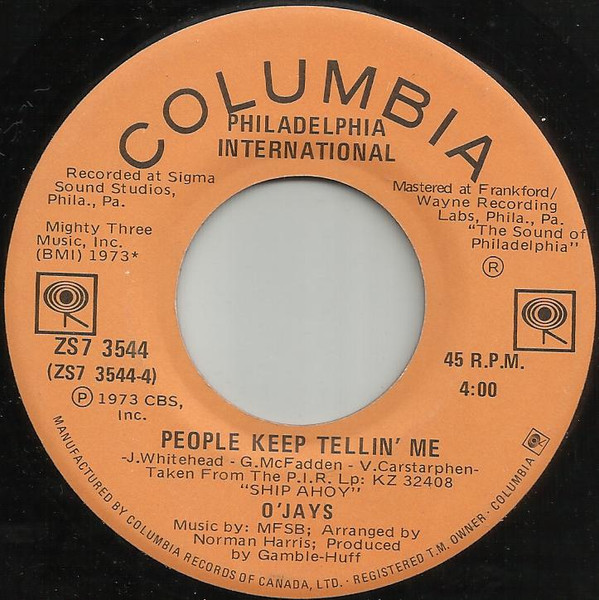 COLUMBIA
PHILADELPHIA
INTERNATIONAL
Recorded at Sigma
Sound Studios,
Phila., Pa.
Mighty Three
Music, Inc.
(BMI) 1973*
Mastered at Frankford/
Wayne Recording
Labs, Phila., Pa.
"The Sound of
Philadelphia"
®
ZS7 3544
(ZS7 3544-4)
℗ 1973 CBS,
Inc.
45 R.P.M.
4:00
PEOPLE KEEP TELLIN' ME
-J.Whitehead - G.McFadden - V.Carstarphen-
Taken From The P.I.R. Lp: KZ 32408
"SHIP AHOY"
O'JAYS
Music by: MFSB; Arranged by
Norman Harris; Produced
by Gamble-Huff
MANUFACTURED BY COLUMBIA RECORDS OF CANADA, LTD. · REGISTERED T.M. OWNER · COLUMBIA